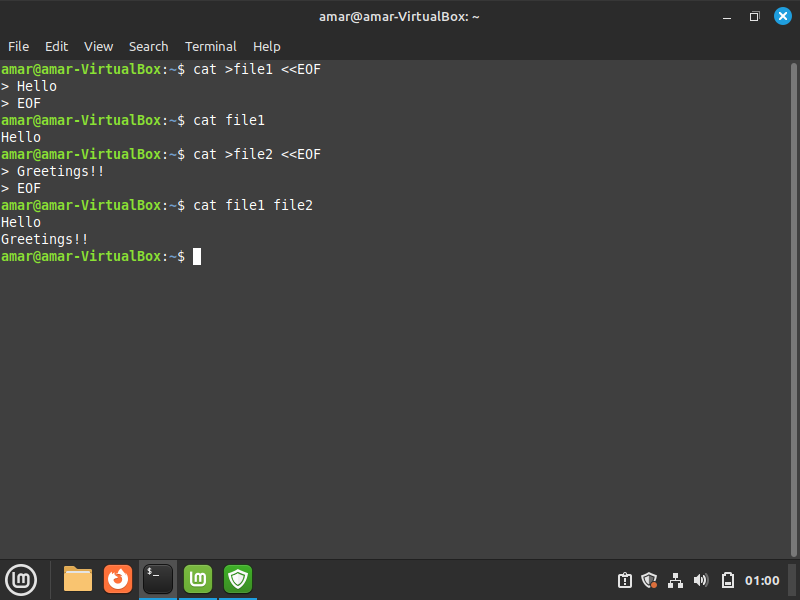 amar@amar-VirtualBox: ~
File Edit View Search Terminal Help
amar@amar-VirtualBox:~$ cat >file1 <<EOF
> Hello
> EOF
amar@amar-VirtualBox:~$ cat file1
Hello
amar@amar-VirtualBox:~$ cat >file2 <<EOF
> Greetings!!
> EOF
amar@amar-VirtualBox:~$ cat file1 file2
Hello
Greetings!!
amar@amar-VirtualBox:~$
$_
01:00